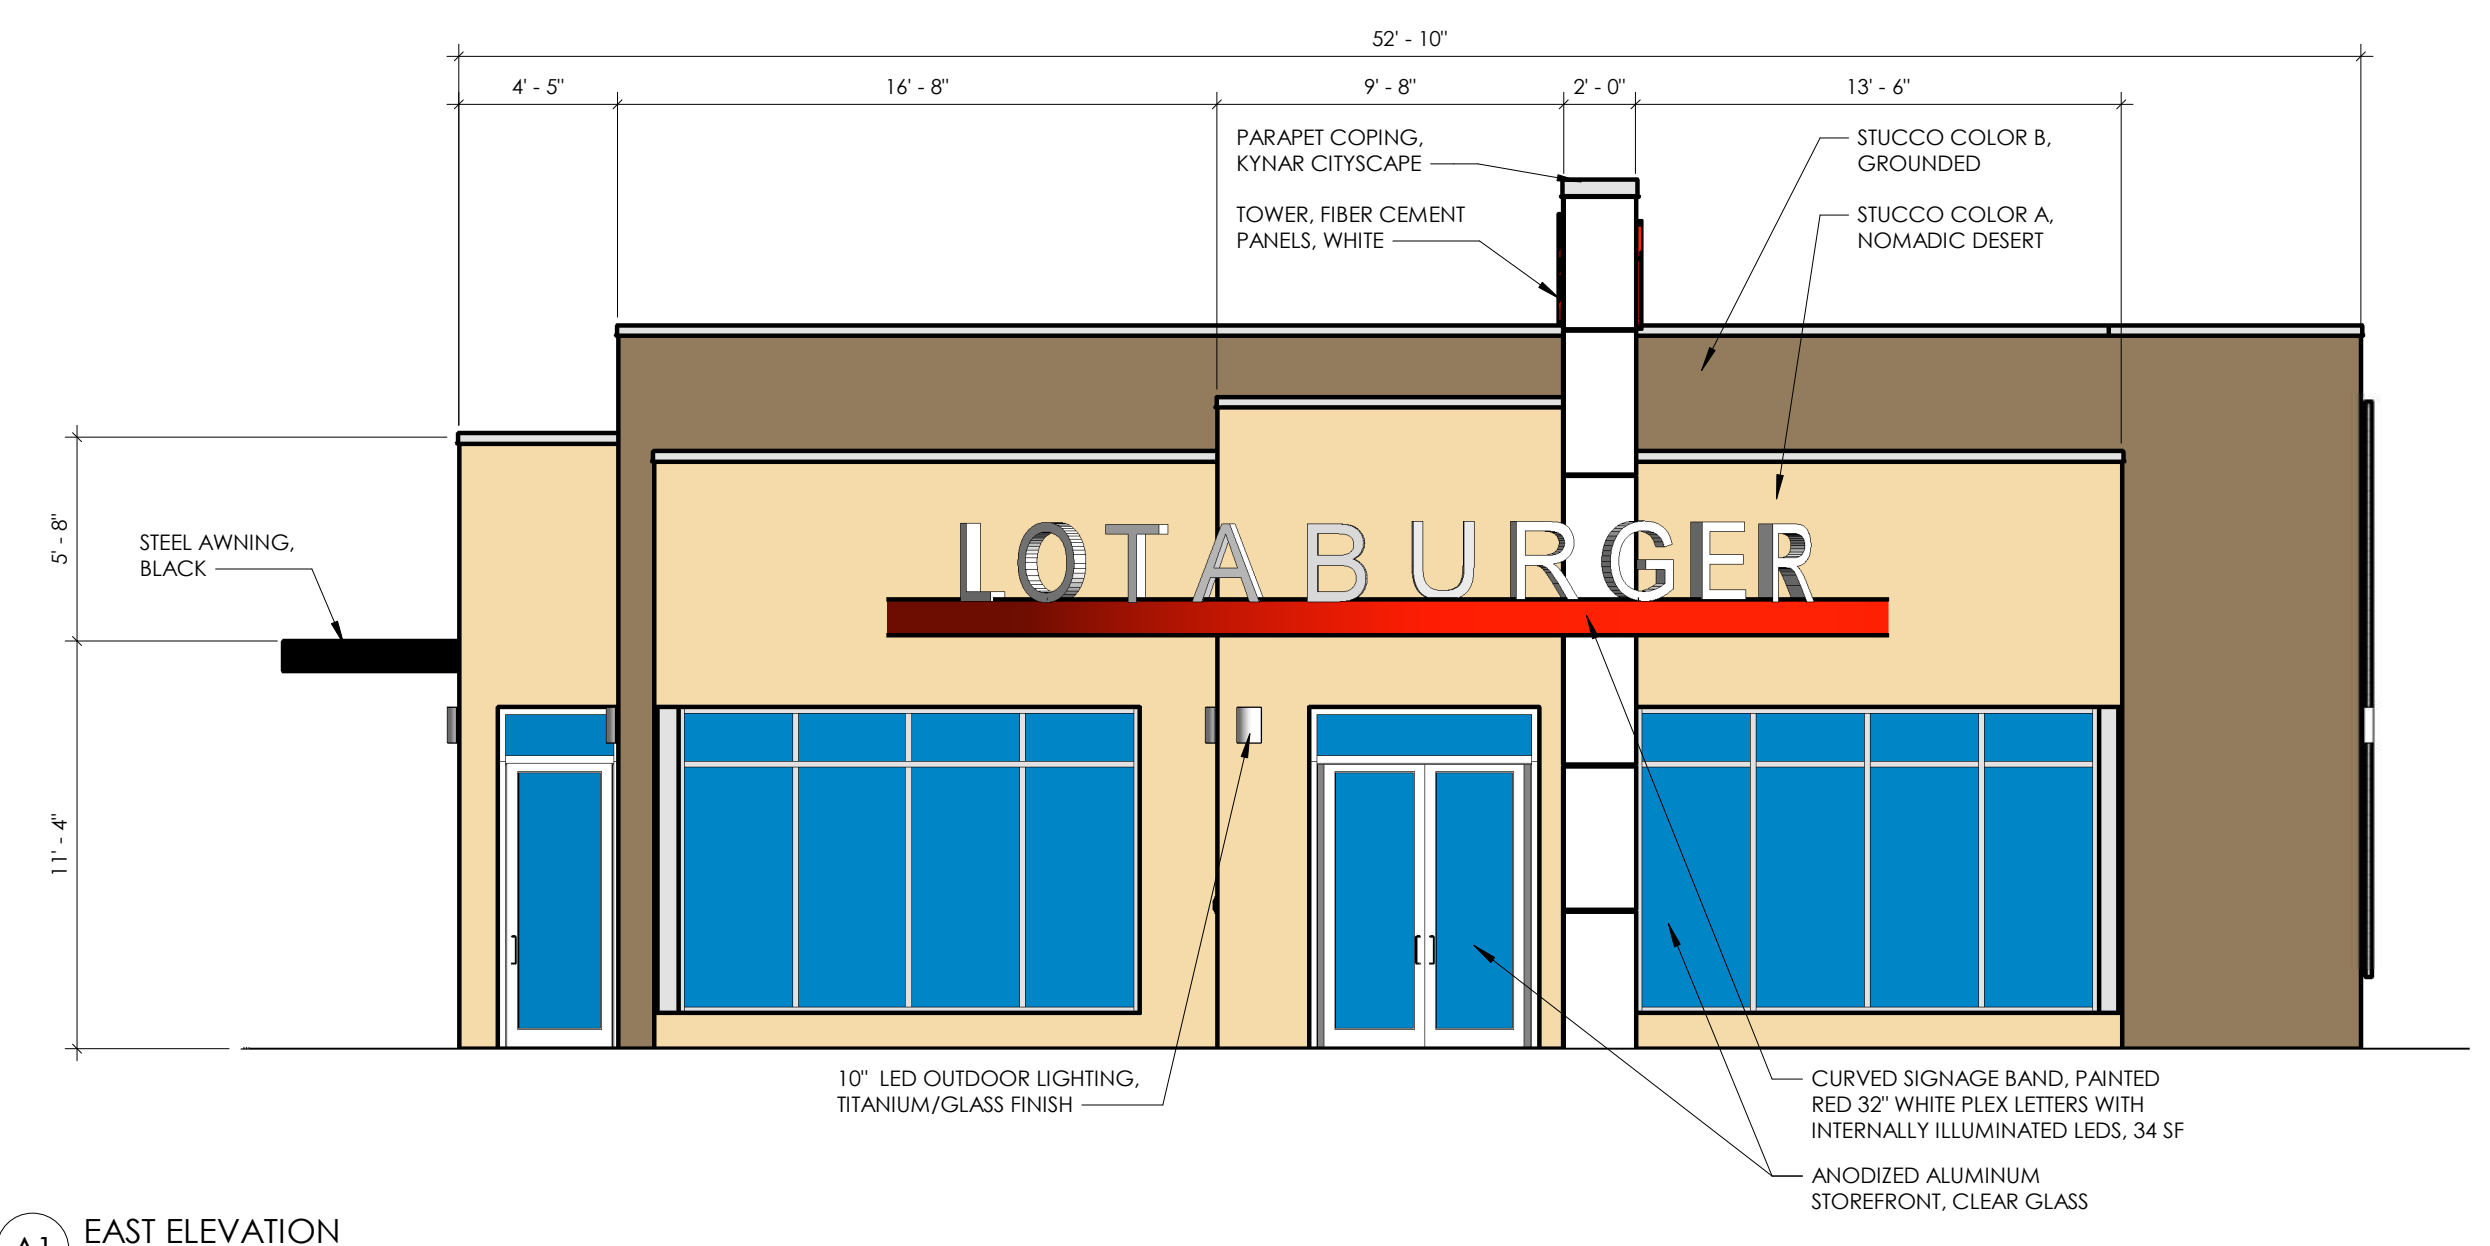 52' - 10"
4' - 5"
16' - 8"
9' - 8"
2' - 0"
13' - 6"
PARAPET COPING,
KYNAR CITYSCAPE
STUCCO COLOR B,
GROUNDED
TOWER, FIBER CEMENT
PANELS, WHITE
STUCCO COLOR A,
NOMADIC DESERT
5' - 8"
STEEL AWNING,
BLACK
LOTABURGER
11' - 4"
10" LED OUTDOOR LIGHTING,
TITANIUM/GLASS FINISH
CURVED SIGNAGE BAND, PAINTED
RED 32" WHITE PLEX LETTERS WITH
INTERNALLY ILLUMINATED LEDS, 34 SF
ANODIZED ALUMINUM
STOREFRONT, CLEAR GLASS
A1
EAST ELEVATION